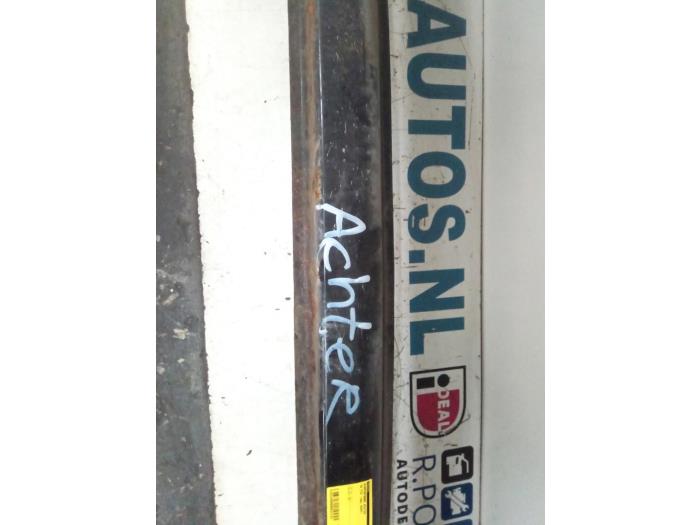 AchteR
AUTOS.NL
iDEAL
R.PO
AUTODE